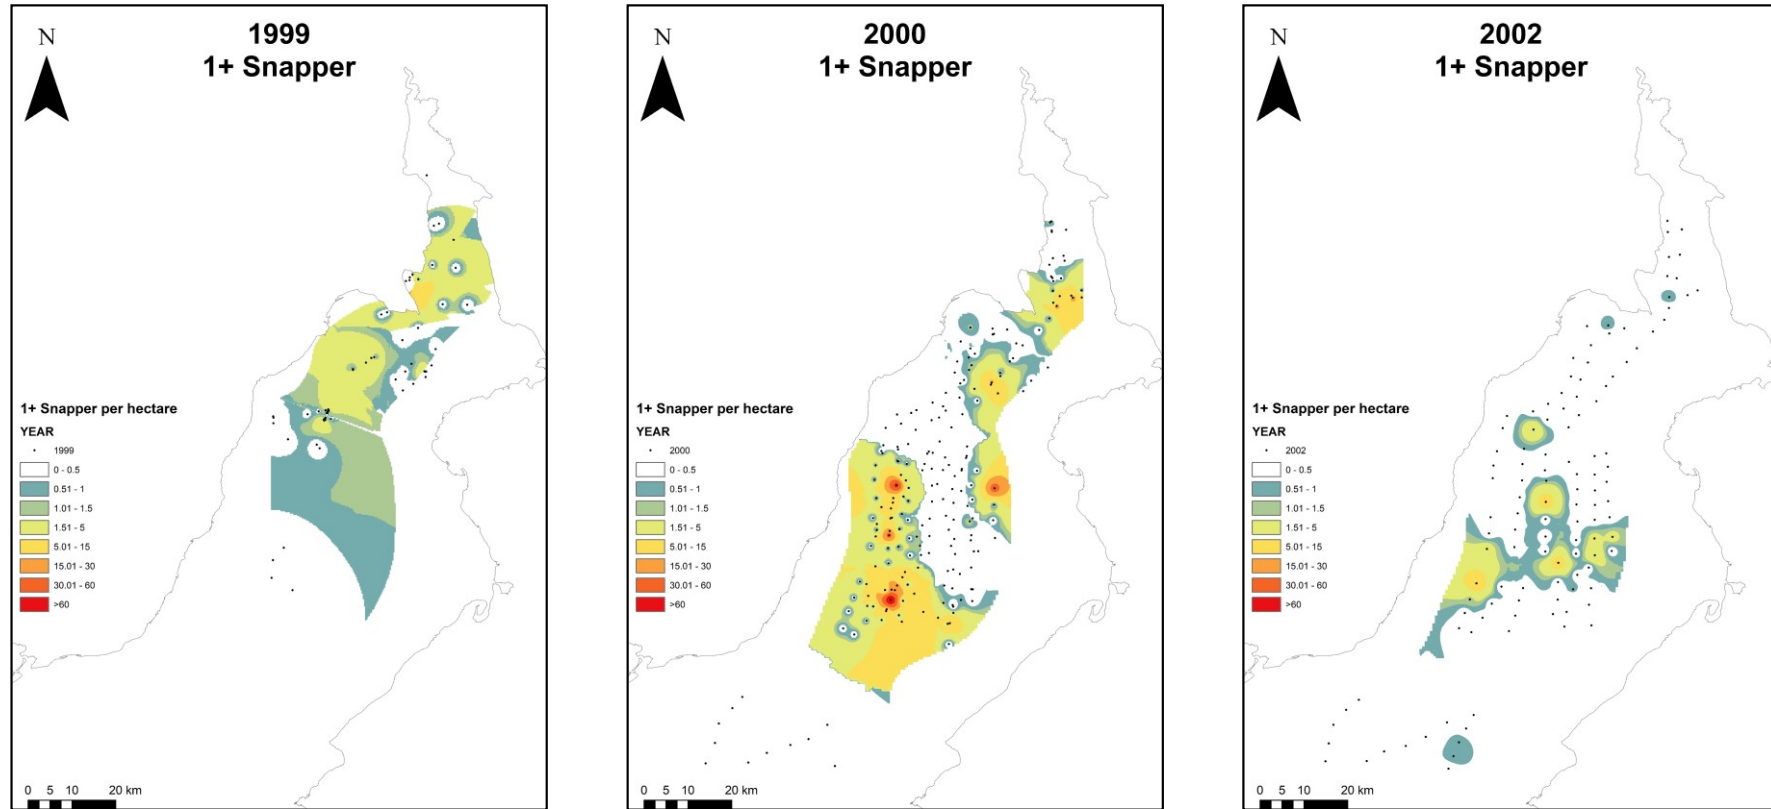 N
1999
1+ Snapper
1+ Snapper per hectare
YEAR
1999
0 - 0.5
0.51 - 1
1.01 - 1.5
1.51 - 5
5.01 - 15
15.01 - 30
30.01 - 60
>60
0 5 10 20 km
N
2000
1+ Snapper
1+ Snapper per hectare
YEAR
2000
0 - 0.5
0.51 - 1
1.01 - 1.5
1.51 - 5
5.01 - 15
15.01 - 30
30.01 - 60
>60
0 5 10 20 km
N
2002
1+ Snapper
1+ Snapper per hectare
YEAR
2002
0 - 0.5
0.51 - 1
1.01 - 1.5
1.51 - 5
5.01 - 15
15.01 - 30
30.01 - 60
>60
0 5 10 20 km